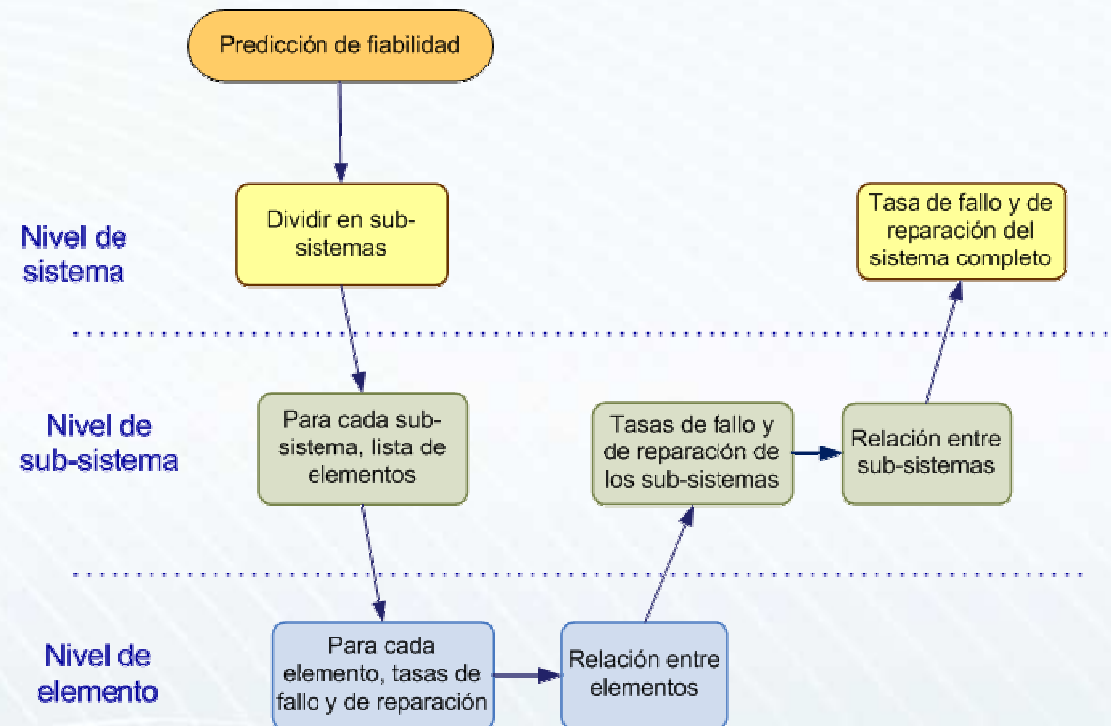 Predicción de fiabilidad
Nivel de
sistema
Dividir en sub-
sistemas
Tasa de fallo y de
reparación del
sistema completo
Nivel de
sub-sistema
Para cada sub-
sistema, lista de
elementos
Tasas de fallo y
de reparación de
los sub-sistemas
Relación entre
sub-sistemas
Nivel de
elemento
Para cada
elemento, tasas de
fallo y de reparación
Relación entre
elementos